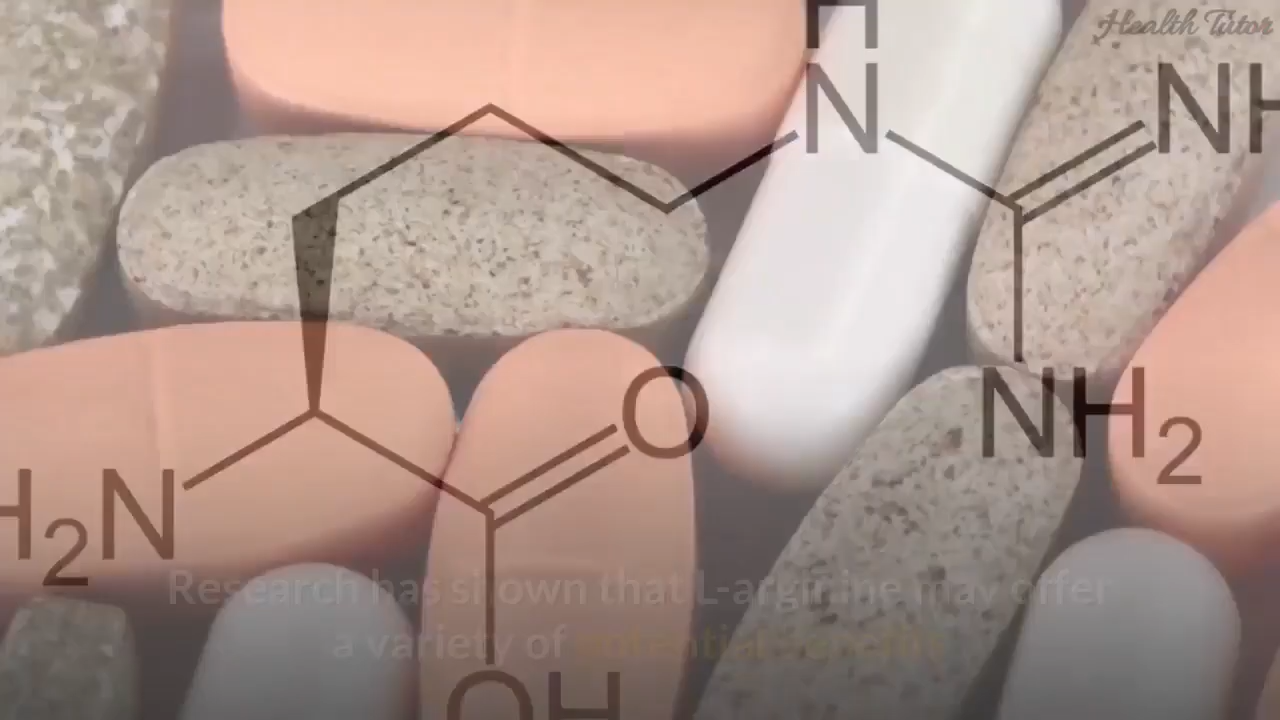 Health Tutor
H
N
NH
O
NH2
H2N
Research has shown that L-arginine may offer
a variety of potential benefits
OH